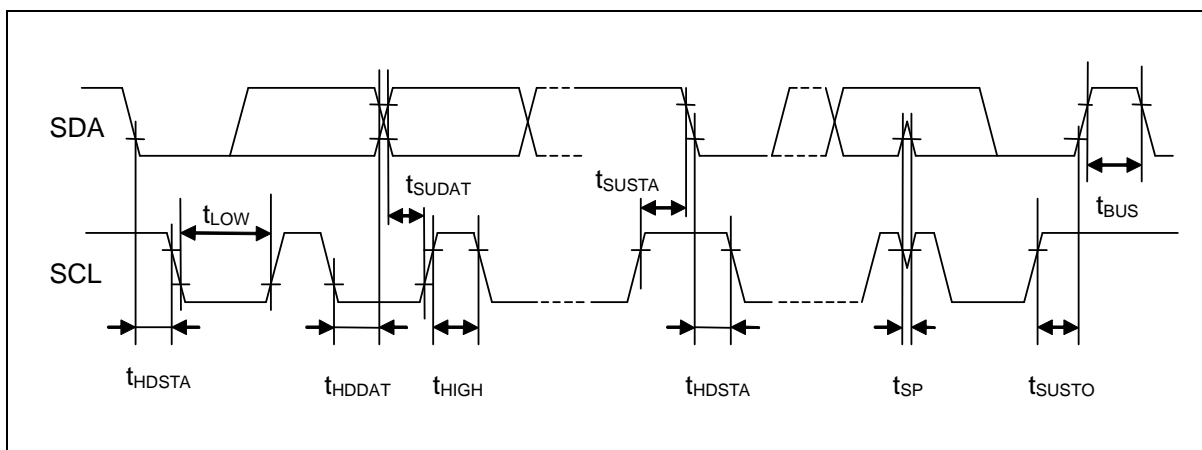 SDA
tSUDAT
tSUSTA
tBUS
tLOW
SCL
tHDSTA
tHDDAT
tHIGH
tHDSTA
tSP
tSUSTO